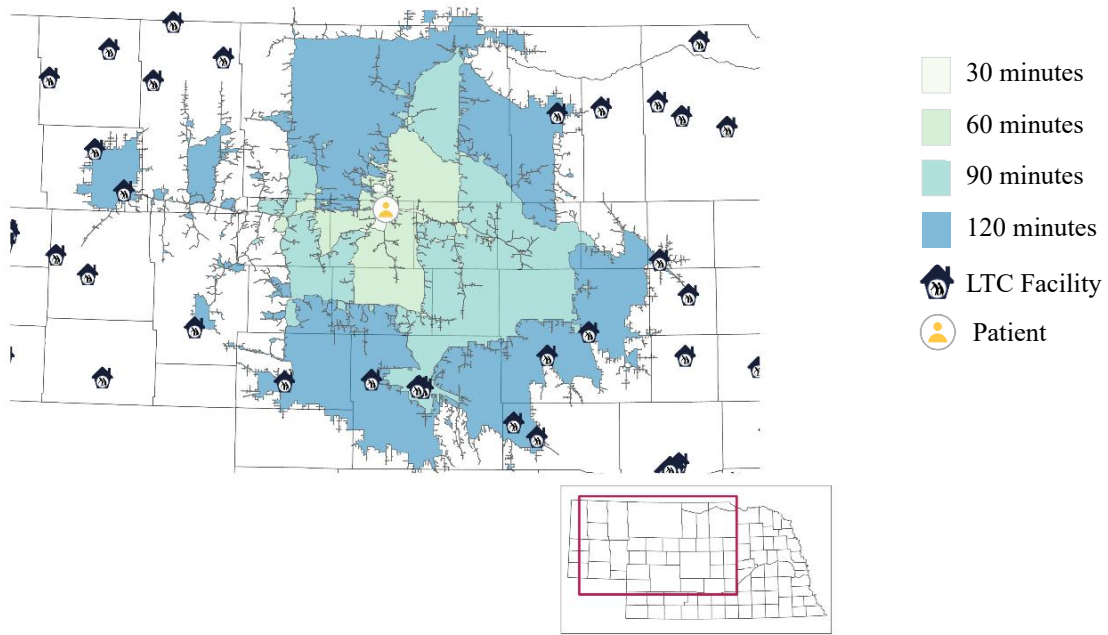 30 minutes
60 minutes
90 minutes
120 minutes
LTC Facility
Patient